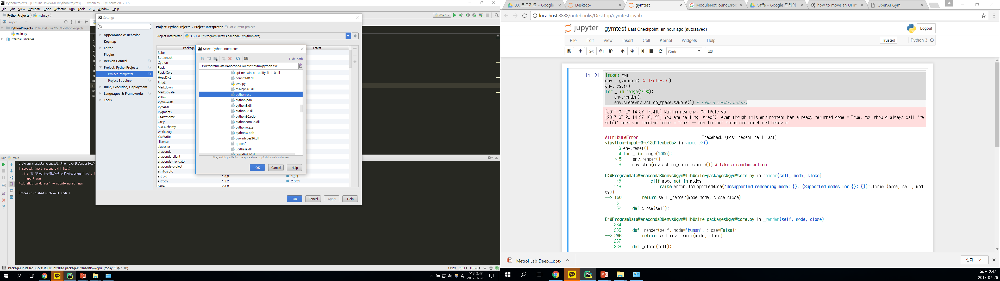 PythonProjects - [D:₩OneDrive₩ML₩PythonProjects] - ...₩main.py - PyCharm 2017.1.5
File Edit View Navigate Code Refactor Run Tools VCS Window Help
PythonProjects main.py
main
Project
PythonProjects D:₩OneDrive₩ML₩PythonProjects
main.py
External Libraries
1
2
3
4
5
6
7
8
9
10
11
12
13
Settings
Appearance & Behavior
Keymap
Editor
Plugins
Version Control
Project: PythonProjects
Project Interpreter
Project Structure
Build, Execution, Deployment
Languages & Frameworks
Tools
Project: PythonProjects › Project Interpreter For current project
Project Interpreter: 3.6.1 (D:₩ProgramData₩Anaconda3₩python.exe)
Package Latest
Babel
Bottleneck
Cython
Flask
Flask-Cors
HeapDict
Jinja2
Markdown
MarkupSafe
Pillow
PyWavelets
PyYAML
Pygments
QtAwesome
QtPy
SQLAlchemy
Werkzeug
XlsxWriter
_license
alabaster
anaconda
anaconda-client
anaconda-navigator
anaconda-project
asn1crypto
astroid 1.4.9 1.5.3
astropy 1.3.2 2.0rc1
babel 2.4.0
OK Cancel Apply Help
Select Python Interpreter
Hide path
D:₩ProgramData₩Anaconda3₩envs₩gym₩python.exe
api-ms-win-crt-utility-l1-1-0.dll
concrt140.dll
cwp.py
msvcp140.dll
python.exe
python.pdb
python3.dll
python36.dll
python36.pdb
pythoncom36.dll
pythonw.exe
pythonw.pdb
pywintypes36.dll
qt.conf
ucrtbase.dll
vccorlib140.dll
Drag and drop a file into the space above to quickly locate it in the tree
OK Cancel Help
Run main
D:₩ProgramData₩Anaconda3₩python.exe D:/OneDrive/M
Traceback (most recent call last):
File "D:/OneDrive/ML/PythonProjects/main.py", l
import gym
ModuleNotFoundError: No module named 'gym'
Process finished with exit code 1
Packages installed successfully: Installed packages: 'tensorflow-gpu' (today 오후 1:10)
11:20 CRLF UTF-8
A 오후 2:47
2017-07-26
03. 코드자료 - Google Desktop/ gymtest ModuleNotFoundError Caffe - Google 드라이 how to move an UI im OpenAI Gym
localhost:8888/notebooks/Desktop/gymtest.ipynb
jupyter gymtest Last Checkpoint: an hour ago (autosaved) Logout
File Edit View Insert Cell Kernel Widgets Help Trusted Python 3
Code
In [3]: import gym
env = gym.make('CartPole-v0')
env.reset()
for _ in range(1000):
env.render()
env.step(env.action_space.sample()) # take a random action
[2017-07-26 14:37:17,415] Making new env: CartPole-v0
[2017-07-26 14:37:18,133] You are calling 'step()' even though this environment has already returned done = True. You should always call 're
set()' once you receive 'done = True' -- any further steps are undefined behavior.
AttributeError Traceback (most recent call last)
<ipython-input-3-c13d11cabe05> in <module>()
3 env.reset()
4 for _ in range(1000):
----> 5 env.render()
6 env.step(env.action_space.sample()) # take a random action
D:₩ProgramData₩Anaconda3₩envs₩gym₩lib₩site-packages₩gym₩core.py in render(self, mode, close)
148 elif mode not in modes:
149 raise error.UnsupportedMode('Unsupported rendering mode: {}. (Supported modes for {}: {})'.format(mode, self, mod
es))
--> 150 return self._render(mode=mode, close=close)
151
152 def close(self):
D:₩ProgramData₩Anaconda3₩envs₩gym₩lib₩site-packages₩gym₩core.py in _render(self, mode, close)
284
285 def _render(self, mode='human', close=False):
--> 286 return self.env.render(mode, close)
287
288 def _close(self):
Metrol Lab Deep....pptx 전체 보기
오후 2:47
2017-07-26